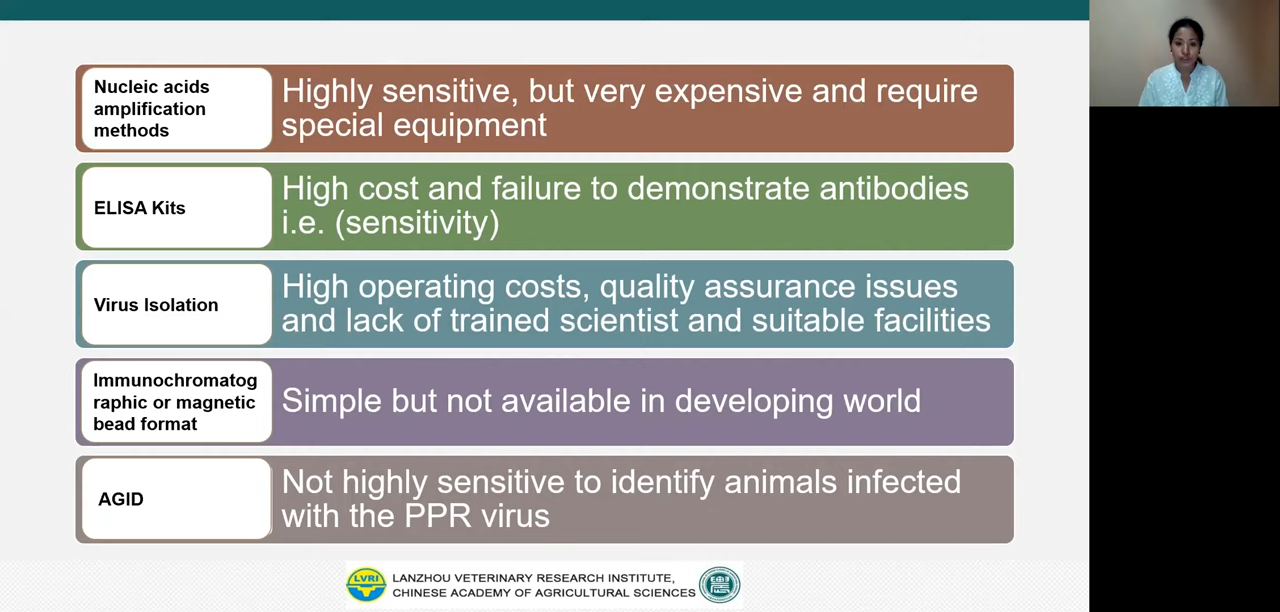 Nucleic acids
amplification
methods
Highly sensitive, but very expensive and require
special equipment
ELISA Kits
High cost and failure to demonstrate antibodies
i.e. (sensitivity)
Virus Isolation
High operating costs, quality assurance issues
and lack of trained scientist and suitable facilities
Immunochromatog
raphic or magnetic
bead format
Simple but not available in developing world
AGID
Not highly sensitive to identify animals infected
with the PPR virus
LVRI
LANZHOU VETERINARY RESEARCH INSTITUTE,
CHINESE ACADEMY OF AGRICULTURAL SCIENCES